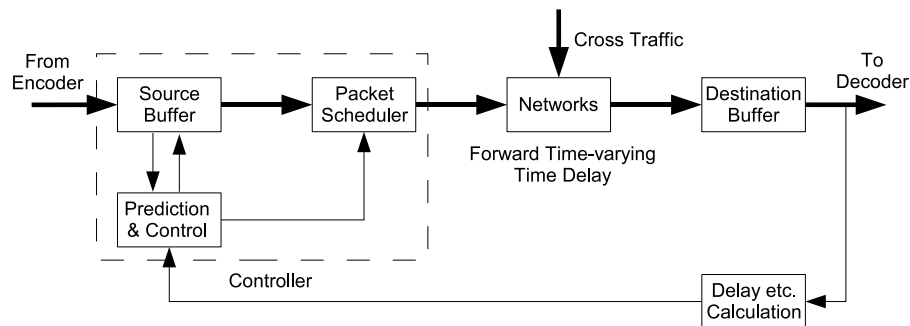 Cross Traffic
From
Encoder
To
Decoder
Source
Buffer
Packet
Scheduler
Networks
Destination
Buffer
Forward Time-varying
Time Delay
Prediction
& Control
Controller
Delay etc.
Calculation